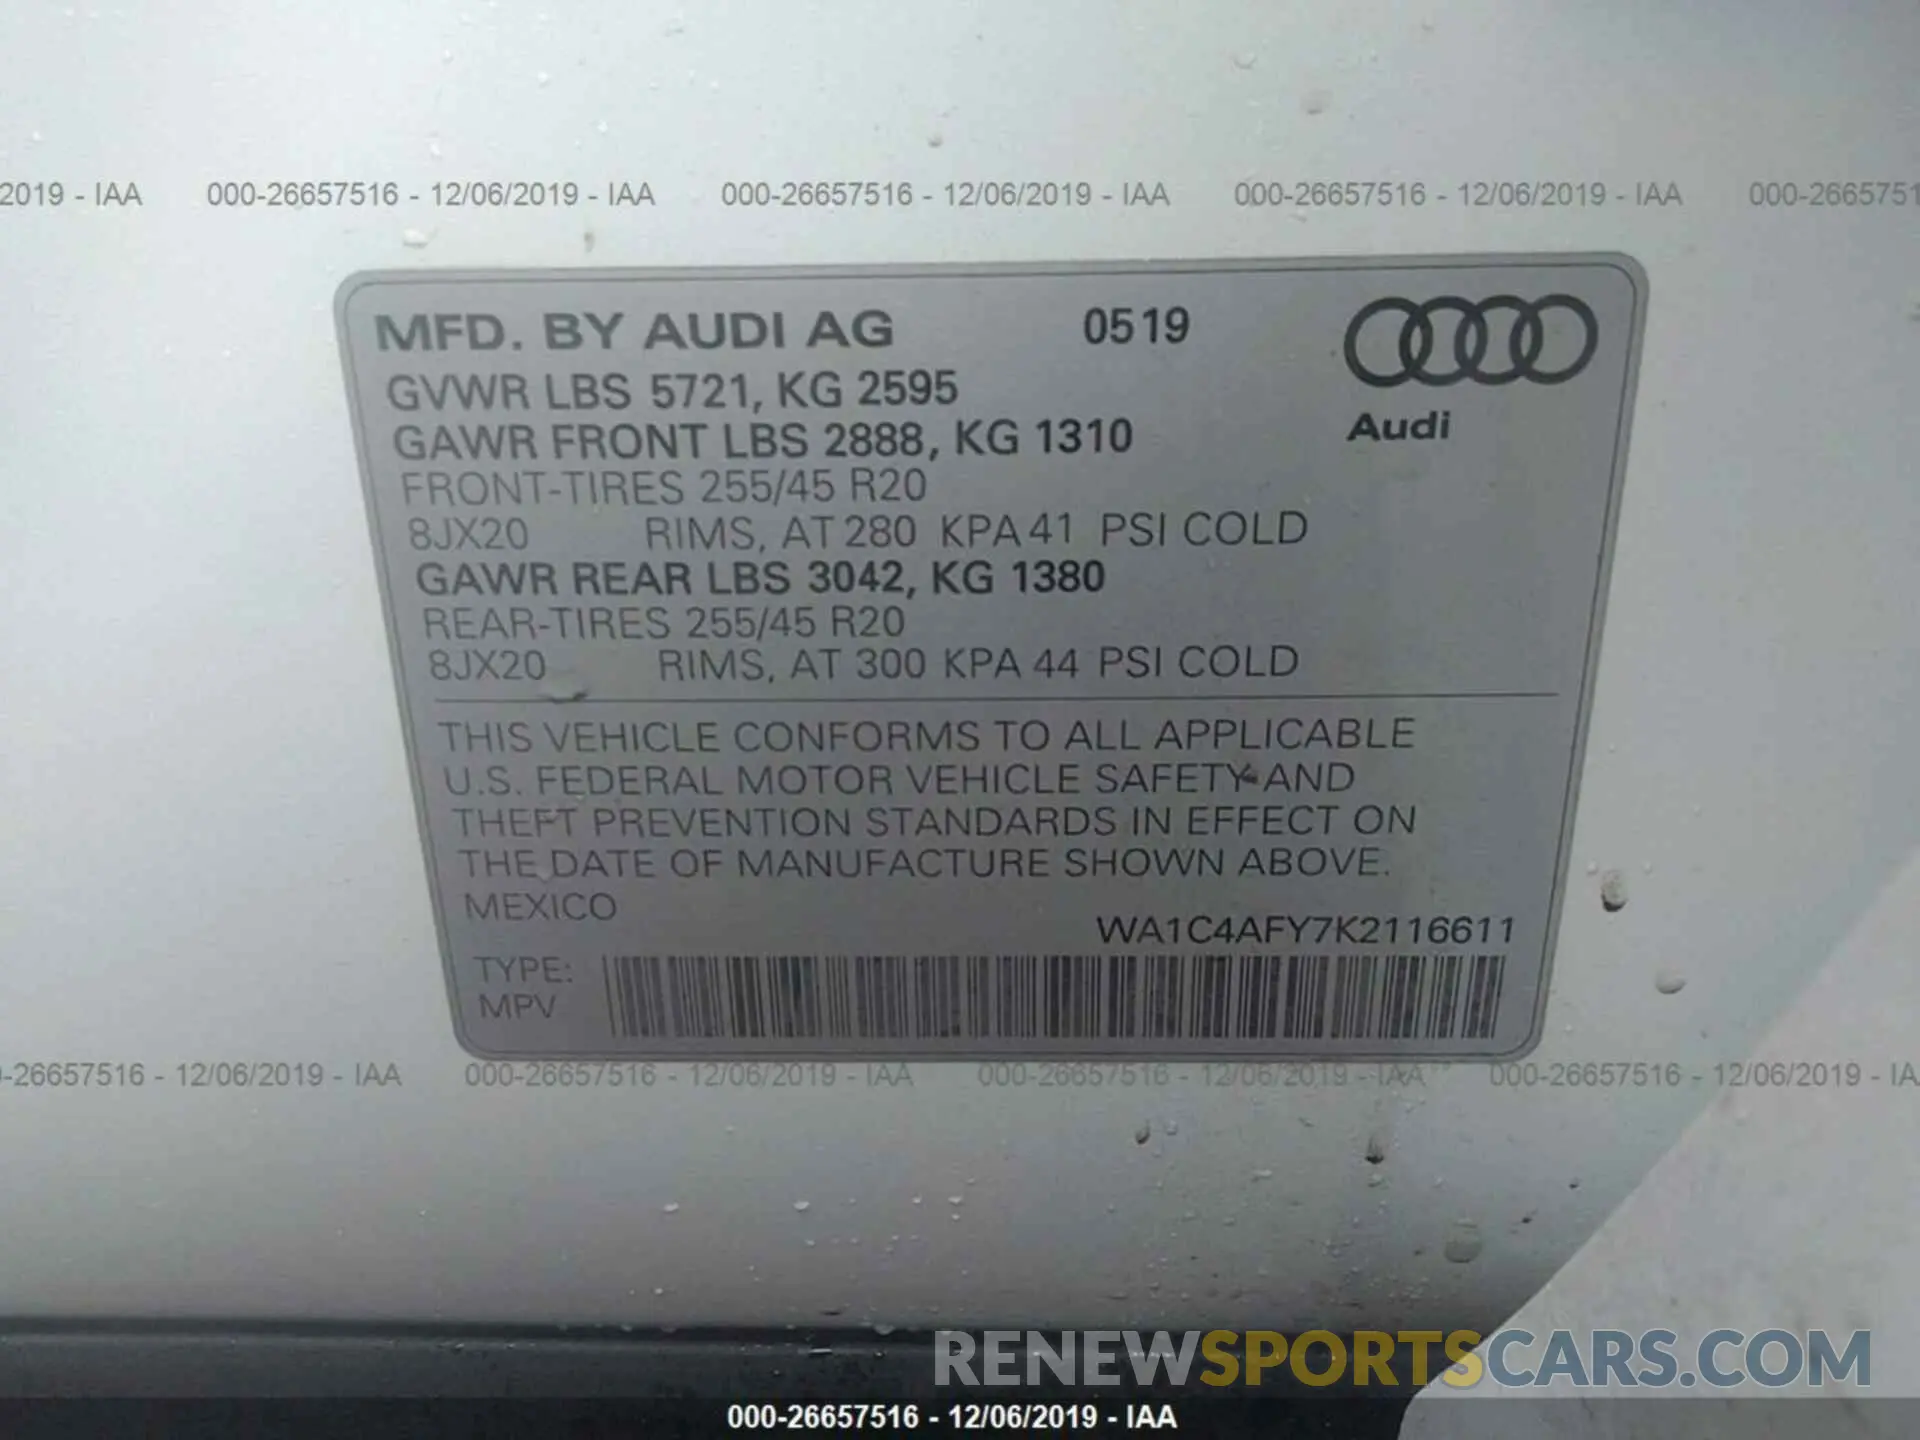 2019 - IAA 000-26657516 - 12/06/2019 - IAA 000-26657516 - 12/06/2019 - IAA 000-26657516 - 12/06/2019 - IAA 000-2665751
MFD. BY AUDI AG 0519
GVWR LBS 5721, KG 2595
GAWR FRONT LBS 2888, KG 1310
Audi
FRONT-TIRES 255/45 R20
8JX20 RIMS, AT 280 KPA 41 PSI COLD
GAWR REAR LBS 3042, KG 1380
REAR-TIRES 255/45 R20
8JX20 RIMS, AT 300 KPA 44 PSI COLD
THIS VEHICLE CONFORMS TO ALL APPLICABLE
U.S. FEDERAL MOTOR VEHICLE SAFETY AND
THEFT PREVENTION STANDARDS IN EFFECT ON
THE DATE OF MANUFACTURE SHOWN ABOVE.
MEXICO
WA1C4AFY7K2116611
TYPE:
MPV
-26657516 - 12/06/2019 - IAA 000-26657516 - 12/06/2019 - IAA 000-26657516 - 12/06/2019 - IAA 000-26657516 - 12/06/2019 - IA
RENEWSPORTSCARS.COM
000-26657516 - 12/06/2019 - IAA